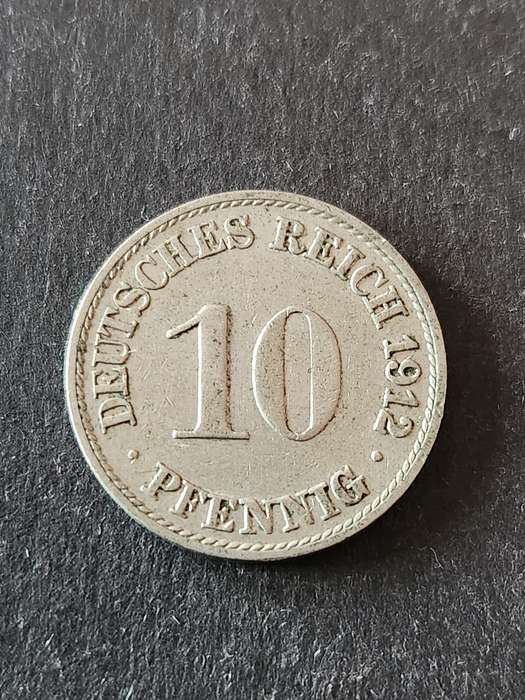 DEUTSCHES REICH 1912
10
PFENNIG